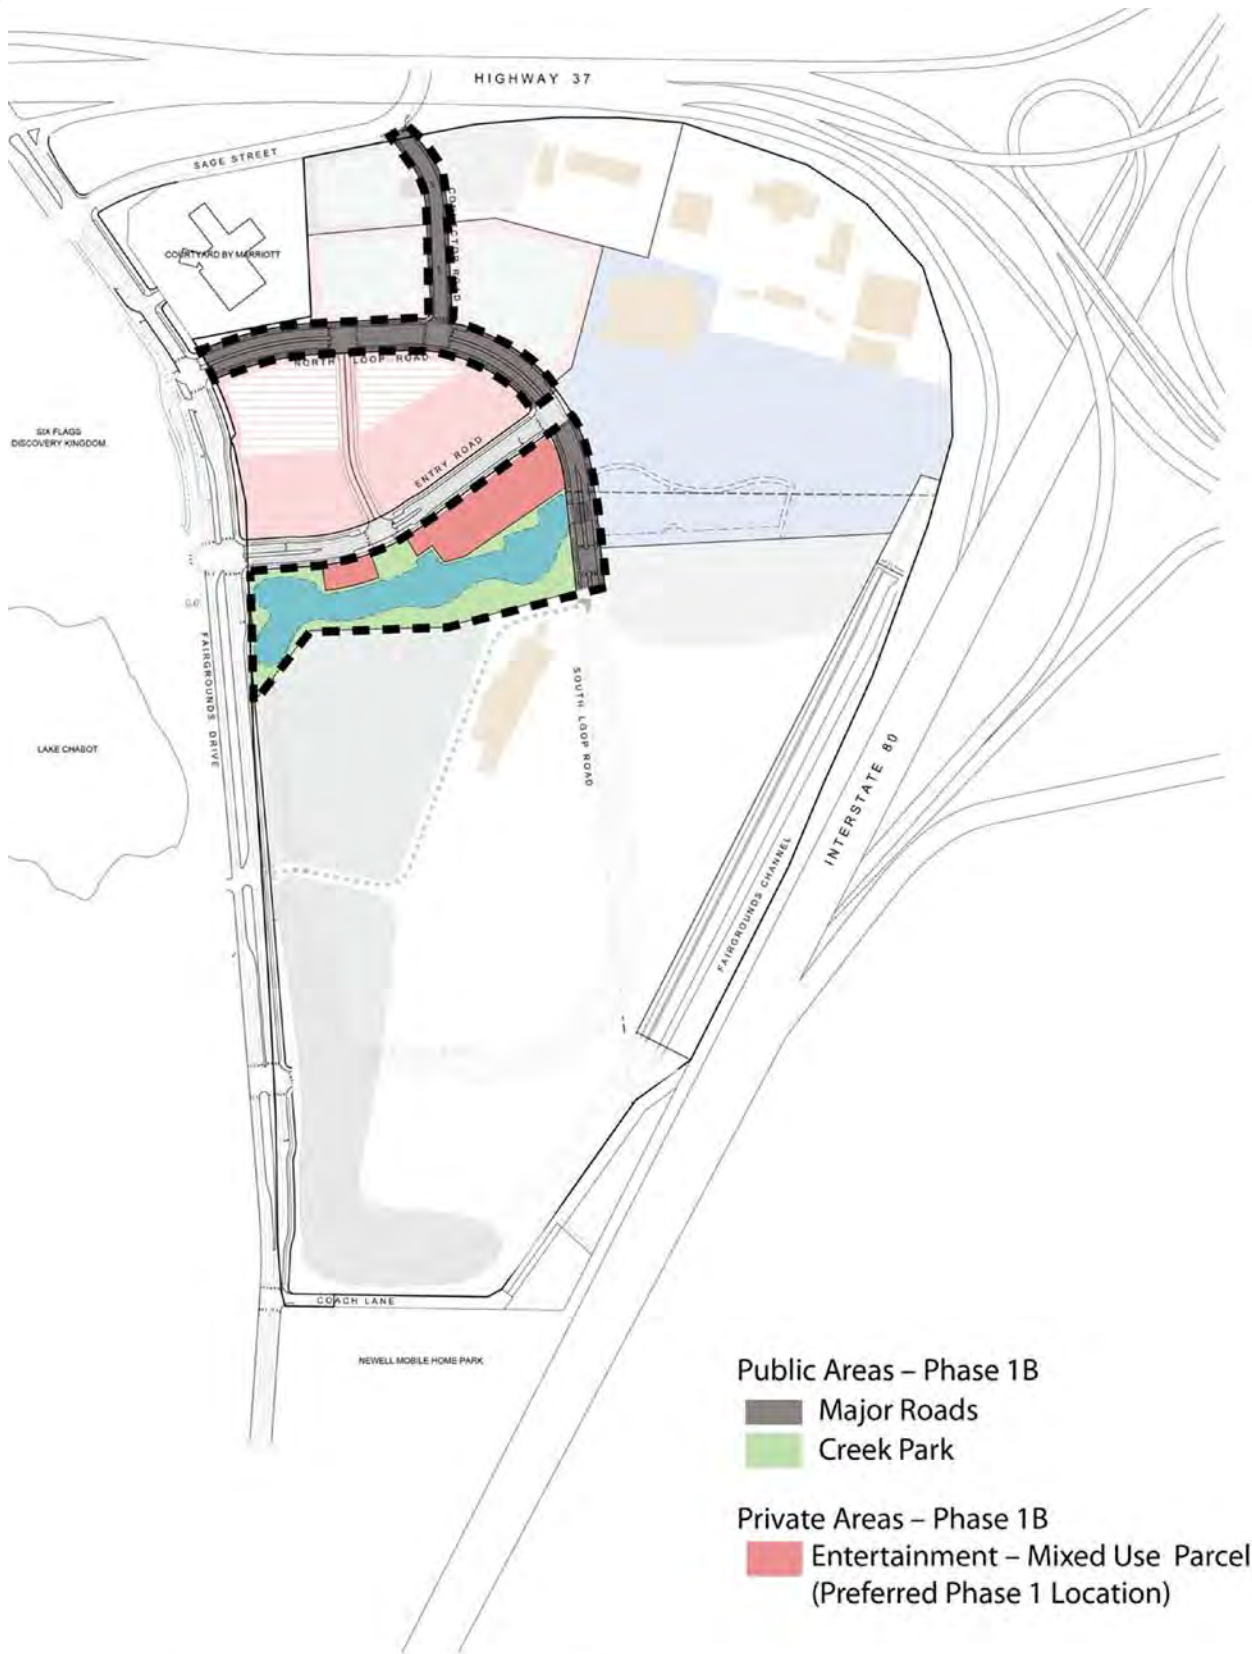 HIGHWAY 37
SAGE STREET
CONNECTOR ROAD
COURTYARD BY MARRIOTT
NORTH LOOP ROAD
SIX FLAGS
DISCOVERY KINGDOM
ENTRY ROAD
FAIRGROUNDS DRIVE
SOUTH LOOP ROAD
LAKE CHABOT
INTERSTATE 80
FAIRGROUNDS CHANNEL
COACH LANE
NEWELL MOBILE HOME PARK
Public Areas – Phase 1B
Major Roads
Creek Park
Private Areas – Phase 1B
Entertainment – Mixed Use Parcel
(Preferred Phase 1 Location)